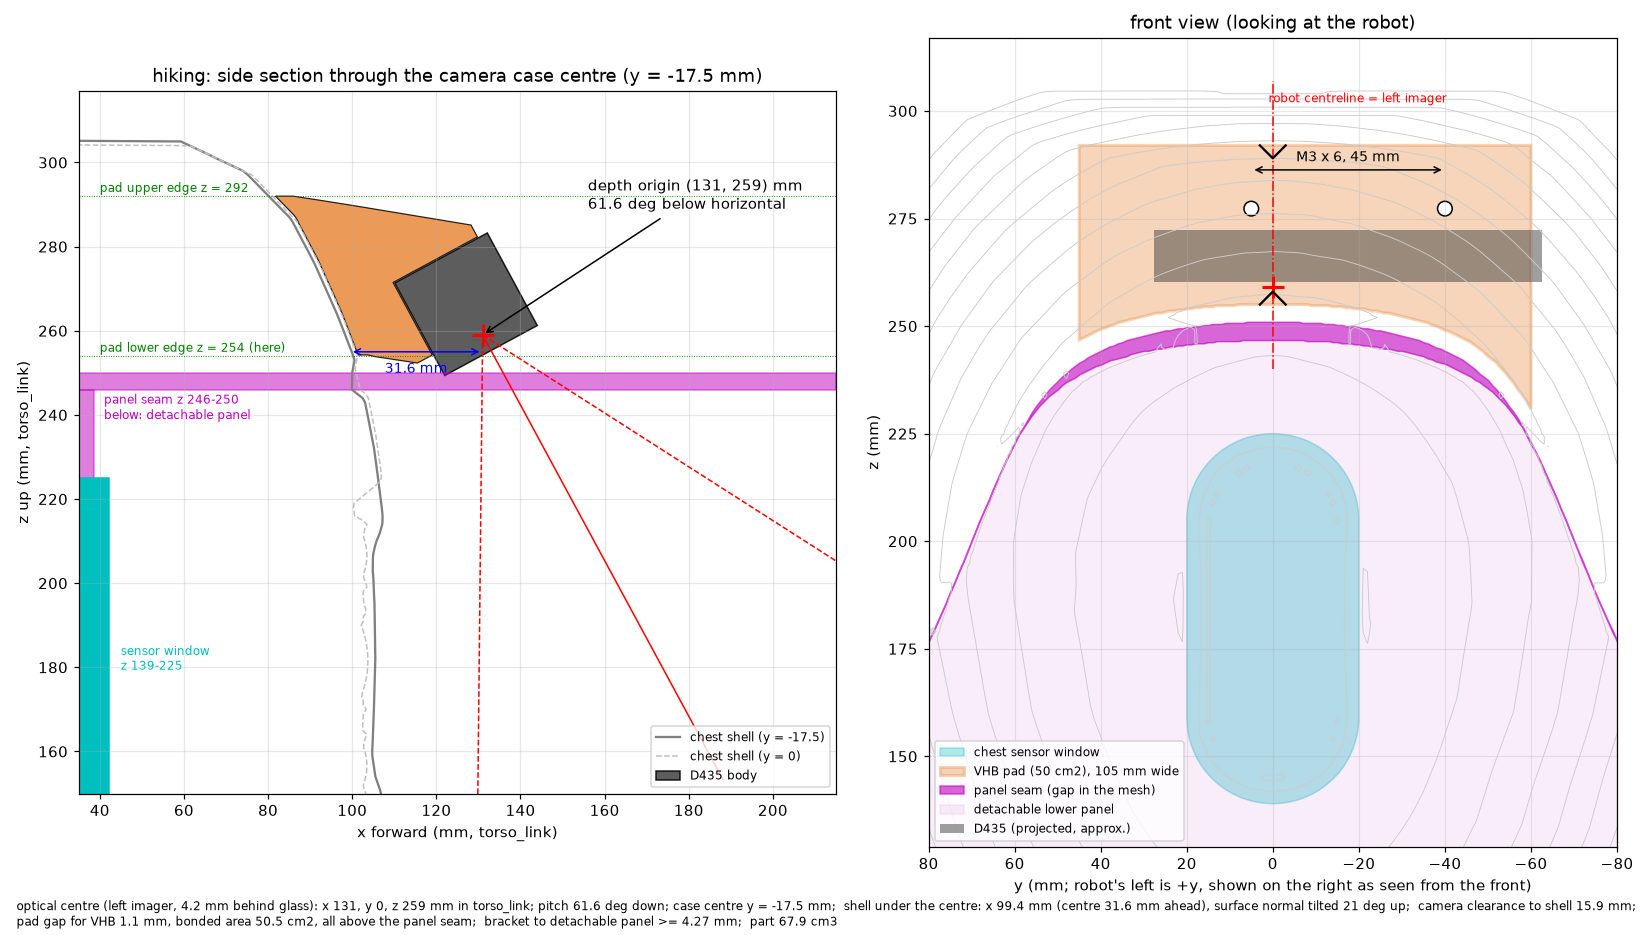 hiking: side section through the camera case centre (y = -17.5 mm)
pad upper edge z = 292
depth origin (131, 259) mm
61.6 deg below horizontal
pad lower edge z = 254 (here)
31.6 mm
panel seam z 246-250
below: detachable panel
sensor window
z 139-225
chest shell (y = -17.5)
chest shell (y = 0)
D435 body
300
280
260
240
220
200
180
160
40 60 80 100 120 140 160 180 200
x forward (mm, torso_link)
z up (mm, torso_link)
front view (looking at the robot)
robot centreline = left imager
M3 x 6, 45 mm
chest sensor window
VHB pad (50 cm2), 105 mm wide
panel seam (gap in the mesh)
detachable lower panel
D435 (projected, approx.)
300
275
250
225
200
175
150
80 60 40 20 0 −20 −40 −60 −80
y (mm; robot's left is +y, shown on the right as seen from the front)
z (mm)
optical centre (left imager, 4.2 mm behind glass): x 131, y 0, z 259 mm in torso_link; pitch 61.6 deg down; case centre y = -17.5 mm; shell under the centre: x 99.4 mm (centre 31.6 mm ahead), surface normal tilted 21 deg up; camera clearance to shell 15.9 mm;
pad gap for VHB 1.1 mm, bonded area 50.5 cm2, all above the panel seam; bracket to detachable panel >= 4.27 mm; part 67.9 cm3